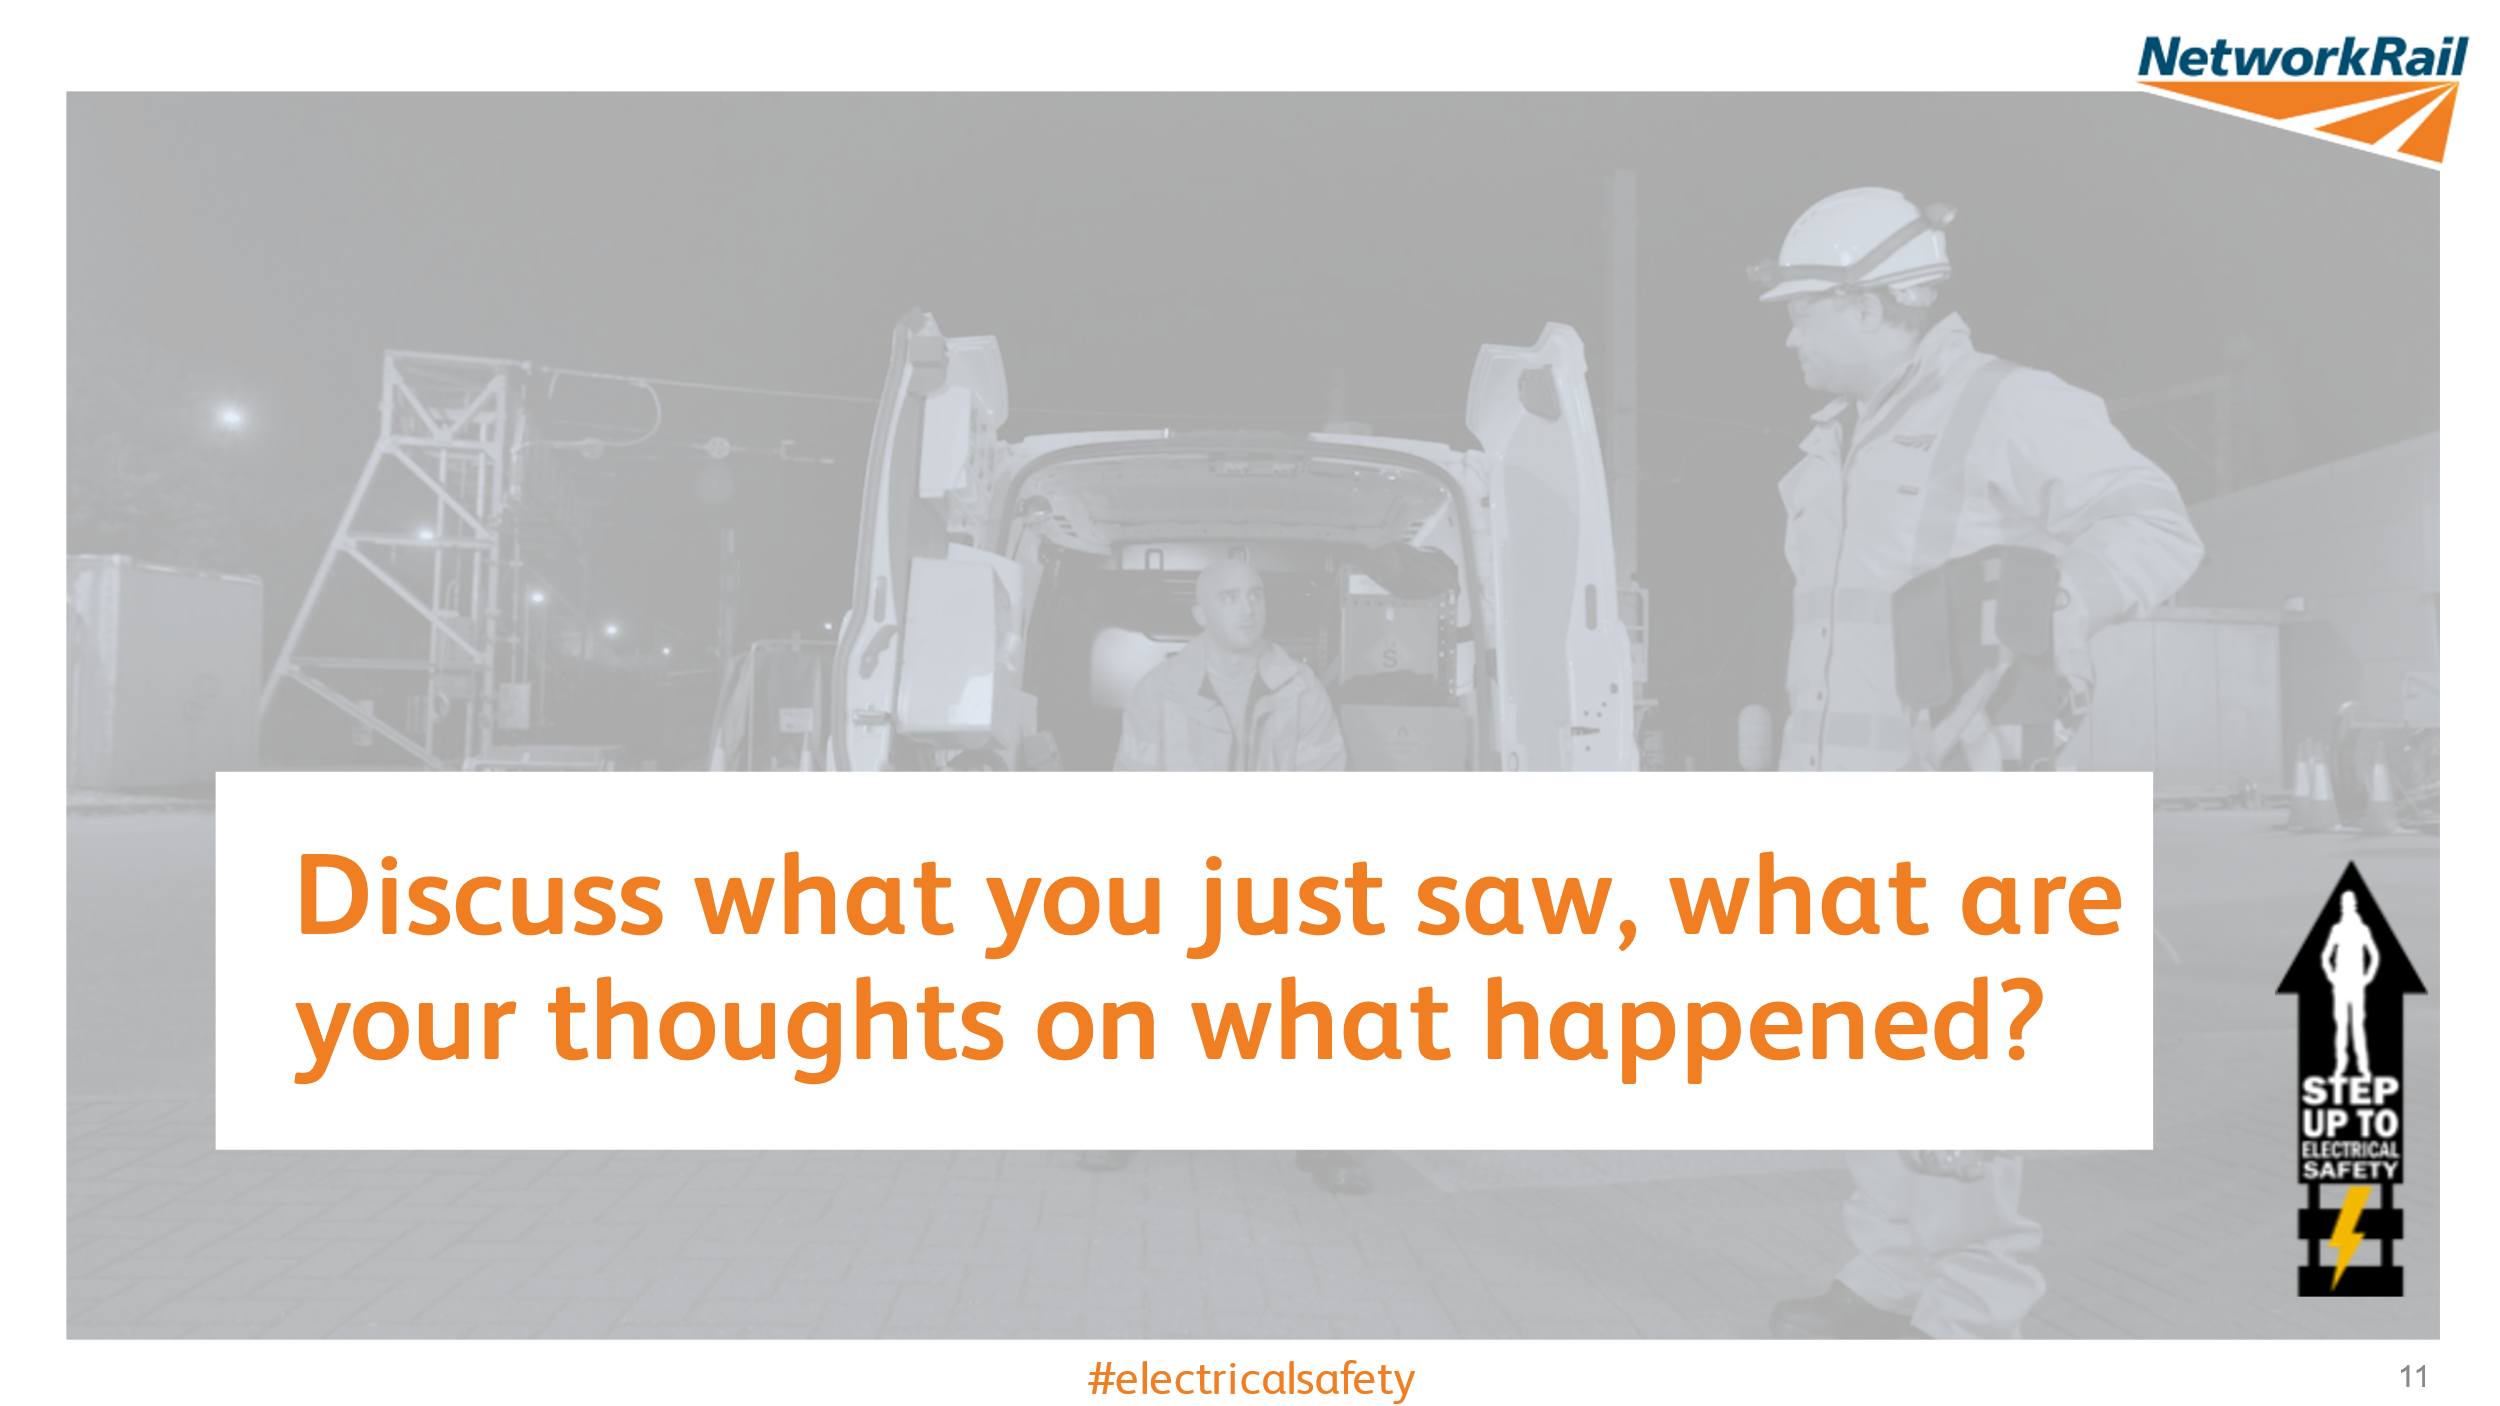 NetworkRail
S
Discuss what you just saw, what are
your thoughts on what happened?
STEP
UP TO
ELECTRICAL
SAFETY
#electricalsafety
11